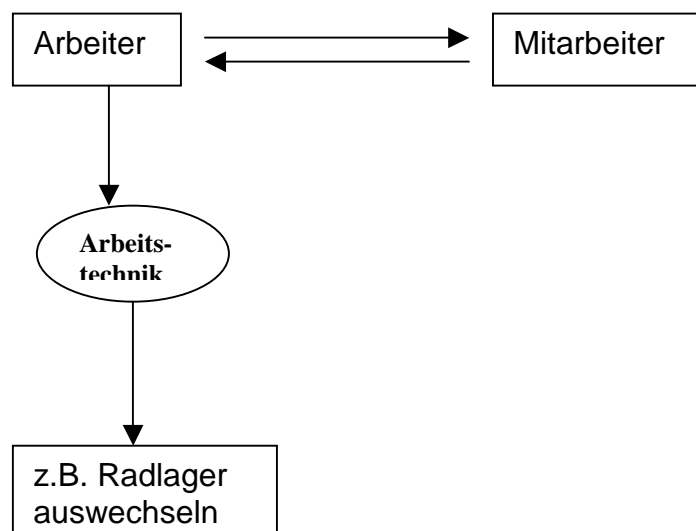 Arbeiter
Mitarbeiter
Arbeits-
technik
z.B. Radlager
auswechseln